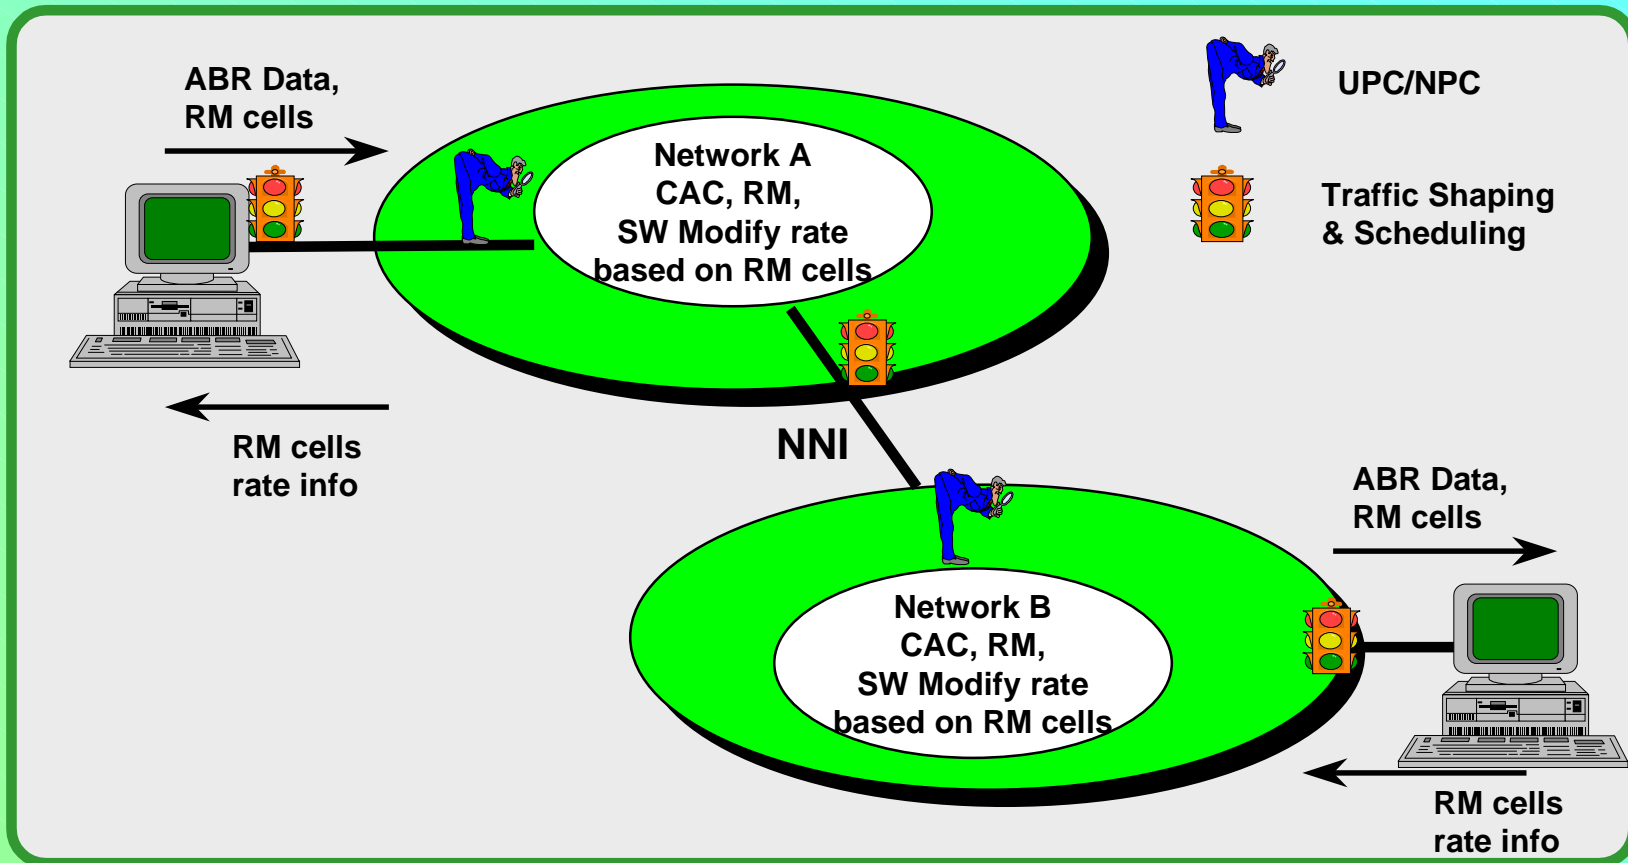 ABR Data,
RM cells
UPC/NPC
Traffic Shaping
& Scheduling
Network A
CAC, RM,
SW Modify rate
based on RM cells
RM cells
rate info
NNI
ABR Data,
RM cells
Network B
CAC, RM,
SW Modify rate
based on RM cells
RM cells
rate info